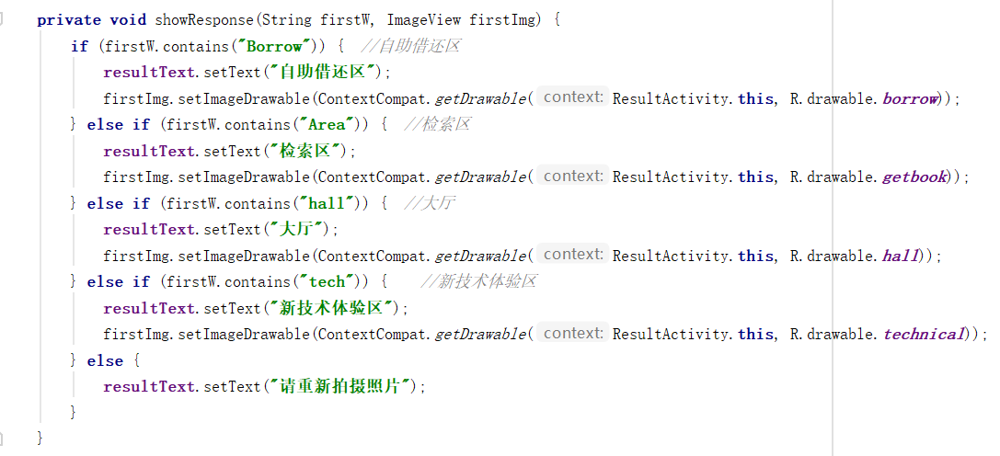 private void showResponse(String firstW, ImageView firstImg) {
if (firstW.contains("Borrow")) { //自助借还区
resultText.setText("自助借还区");
firstImg.setImageDrawable(ContextCompat.getDrawable( context: ResultActivity.this, R.drawable.borrow));
} else if (firstW.contains("Area")) { //检索区
resultText.setText("检索区");
firstImg.setImageDrawable(ContextCompat.getDrawable( context: ResultActivity.this, R.drawable.getbook));
} else if (firstW.contains("hall")) { //大厅
resultText.setText("大厅");
firstImg.setImageDrawable(ContextCompat.getDrawable( context: ResultActivity.this, R.drawable.hall));
} else if (firstW.contains("tech")) { //新技术体验区
resultText.setText("新技术体验区");
firstImg.setImageDrawable(ContextCompat.getDrawable( context: ResultActivity.this, R.drawable.technical));
} else {
resultText.setText("请重新拍摄照片");
}
}